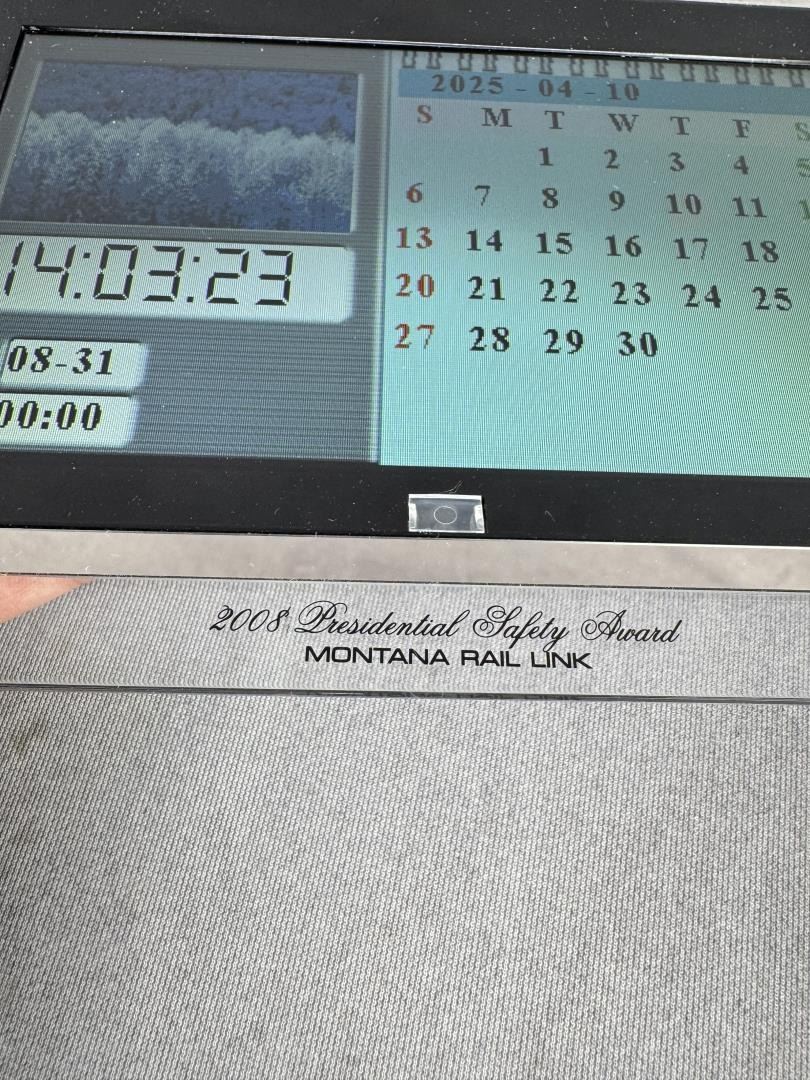 2025 - 04 - 10
S M T W T F S
1 2 3 4 5
6 7 8 9 10 11
13 14 15 16 17 18
20 21 22 23 24 25
27 28 29 30
14:03:23
08-31
00:00
2008 Presidential Safety Award
MONTANA RAIL LINK